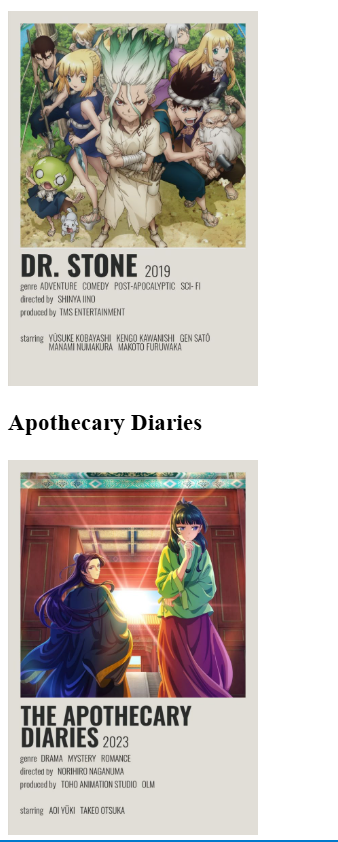 DR. STONE 2019
genre ADVENTURE COMEDY POST-APOCALYPTIC SCI- FI
directed by SHINYA IINO
produced by TMS ENTERTAINMENT
starring YŪSUKE KOBAYASHI KENGO KAWANISHI GEN SATŌ
MANAMI NUMAKURA MAKOTO FURUWAKA
Apothecary Diaries
THE APOTHECARY
DIARIES 2023
genre DRAMA MYSTERY ROMANCE
directed by NORIHIRO NAGANUMA
produced by TOHO ANIMATION STUDIO OLM
starring AOI YŪKI TAKEO OTSUKA